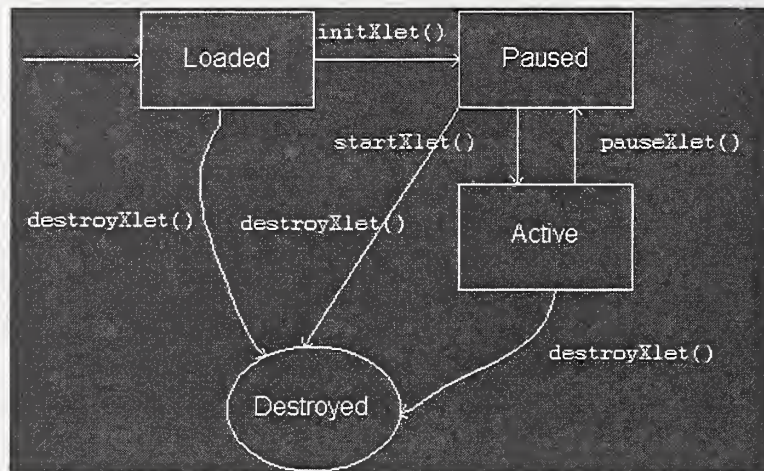 initXlet()
Loaded
Paused
startXlet()
pauseXlet()
destroyXlet()
destroyXlet()
Active
destroyXlet()
Destroyed